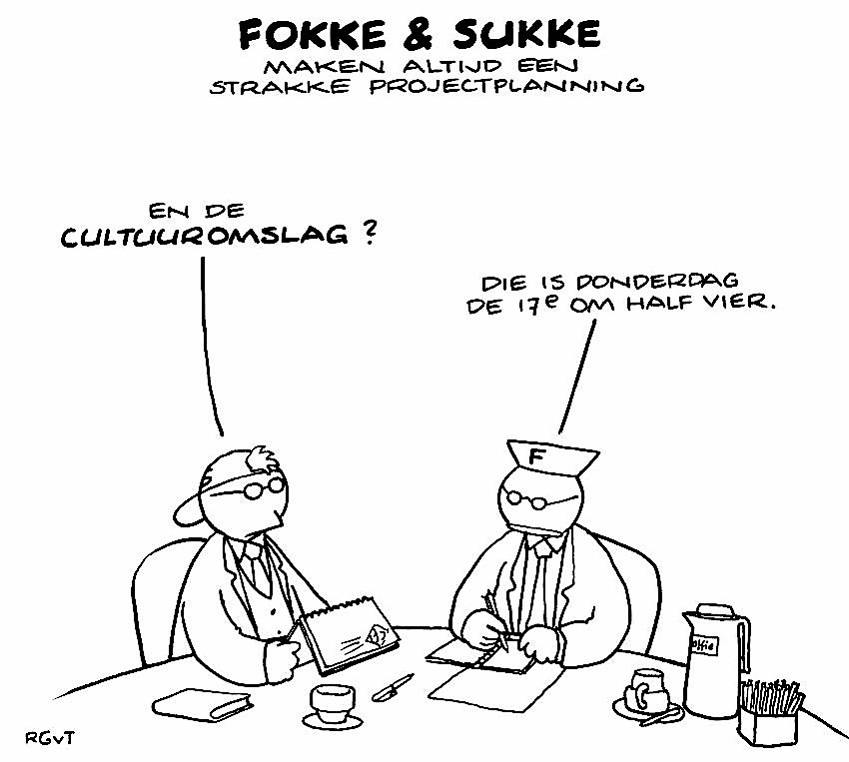 FOKKE & SUKKE
MAKEN ALTIJD EEN
STRAKKE PROJECTPLANNING
EN DE
CULTUUROMSLAG ?
DIE IS DONDERDAG
DE 17e OM HALF VIER.
F
RGvT